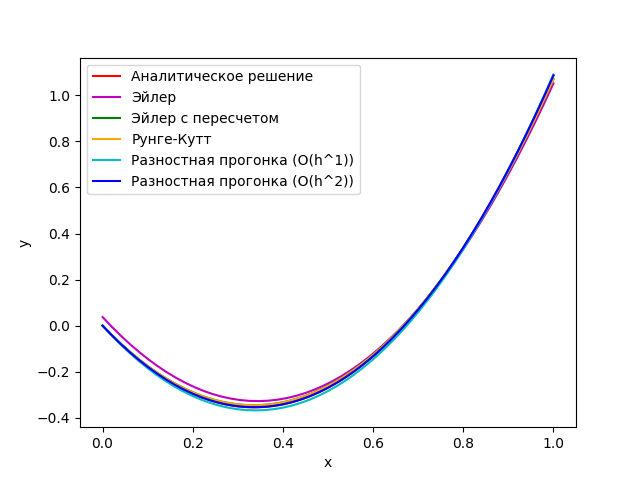 Аналитическое решение
Эйлер
Эйлер с пересчетом
Рунге-Кутт
Разностная прогонка (O(h^1))
Разностная прогонка (O(h^2))
1.0
0.8
0.6
0.4
0.2
0.0
−0.2
−0.4
y
0.0 0.2 0.4 0.6 0.8 1.0
x